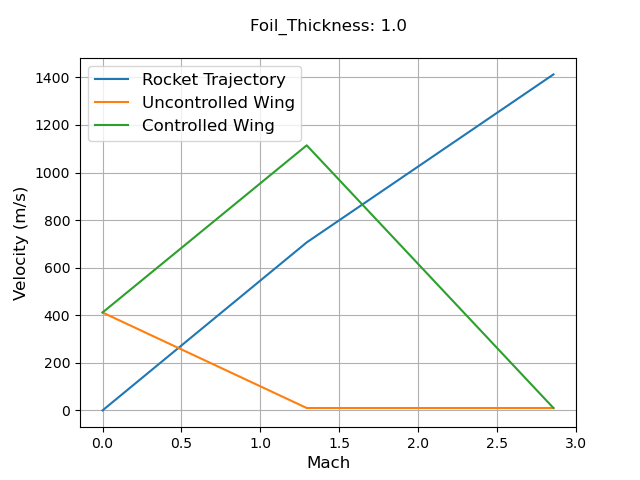 Foil_Thickness: 1.0
Rocket Trajectory
Uncontrolled Wing
Controlled Wing
1400
1200
1000
800
600
400
200
0
Velocity (m/s)
0.0 0.5 1.0 1.5 2.0 2.5 3.0
Mach